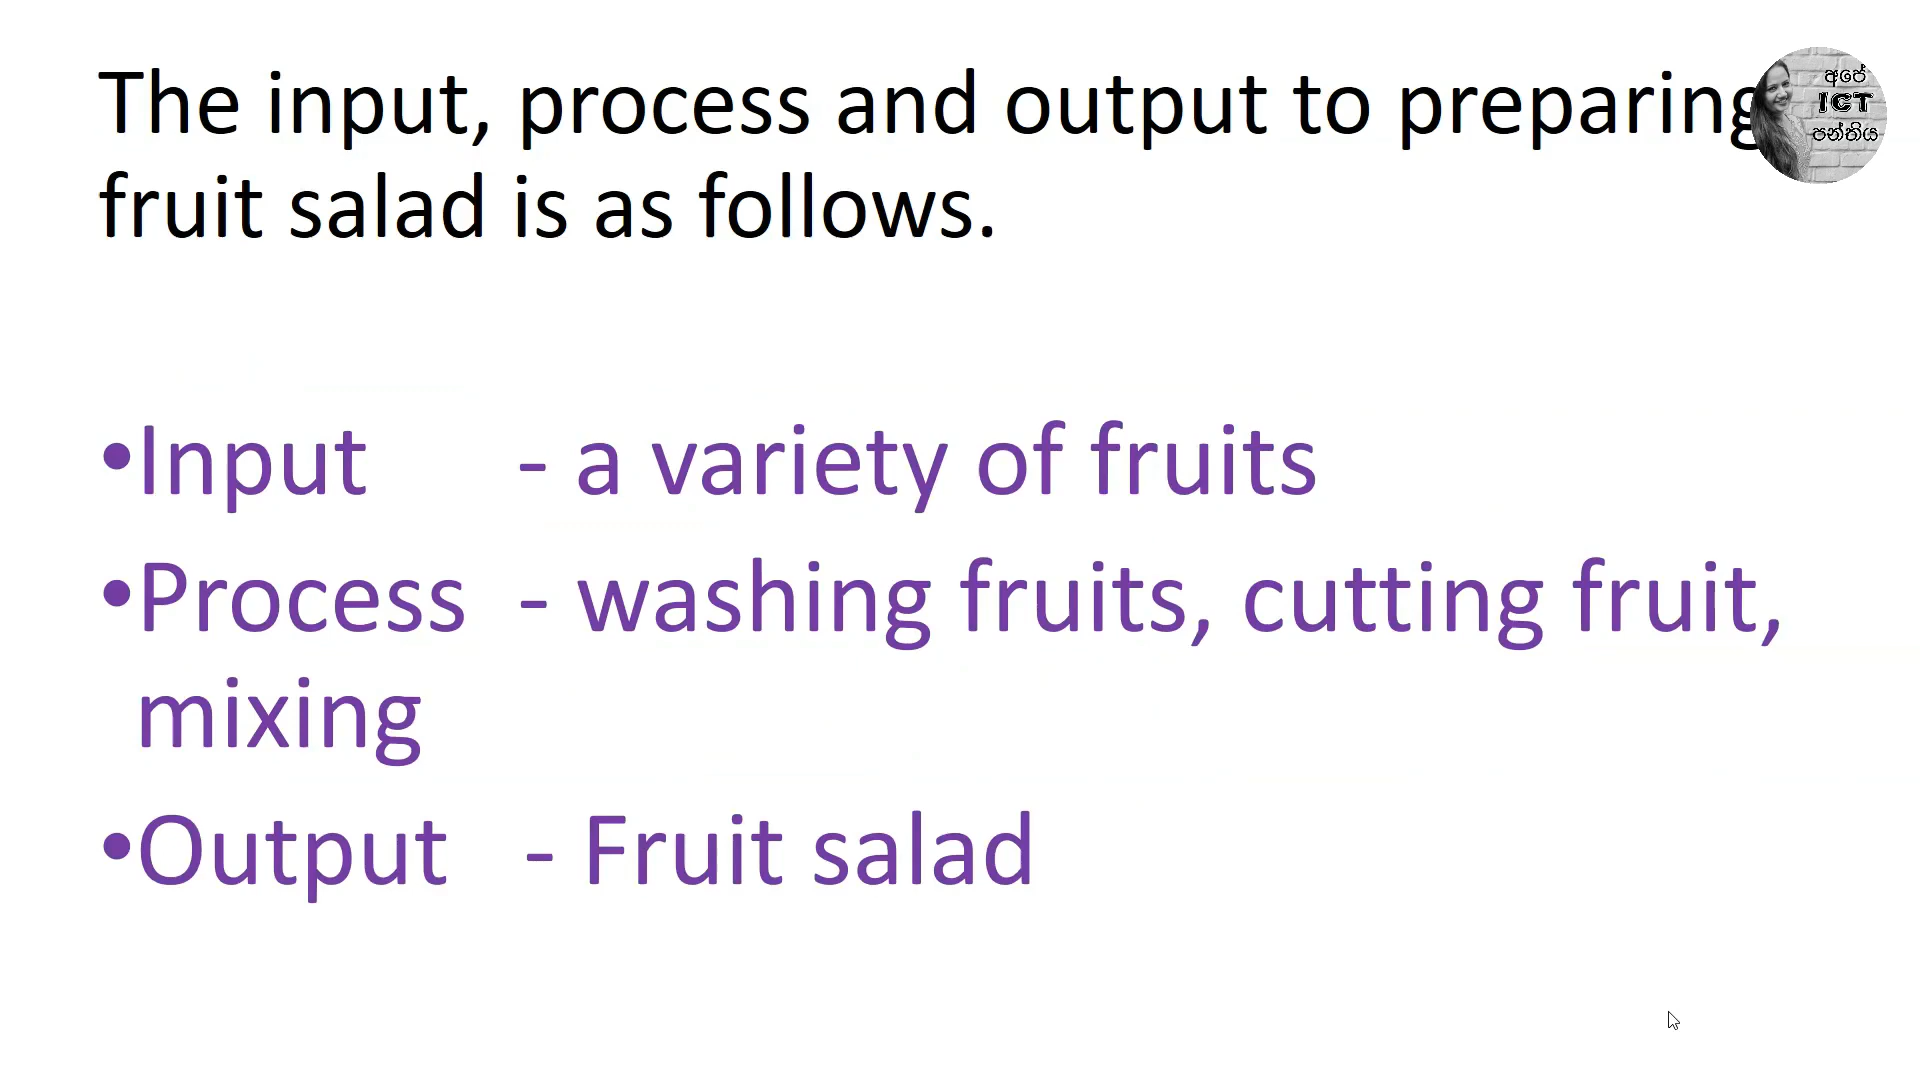 The input, process and output to preparing
fruit salad is as follows.
අපේ
ICT
පන්තිය
•Input - a variety of fruits
•Process - washing fruits, cutting fruit,
mixing
•Output - Fruit salad